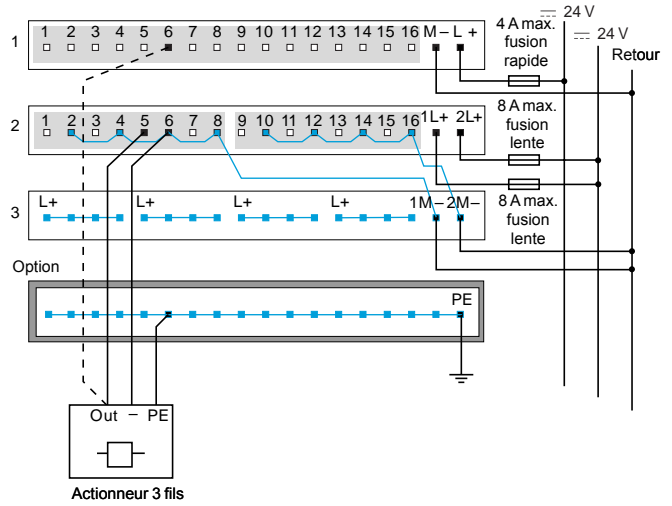 ⎓ 24 V
⎓ 24 V
Retour
1
1 2 3 4 5 6 7 8 9 10 11 12 13 14 15 16 M – L +
4 A max.
fusion
rapide
2
1 2 3 4 5 6 7 8 9 10 11 12 13 14 15 16 1L+ 2L+
8 A max.
fusion
lente
3
L+ L+ L+ L+ 1M – 2M–
8 A max.
fusion
lente
Option
PE
Out – PE
Actionneur 3 fils